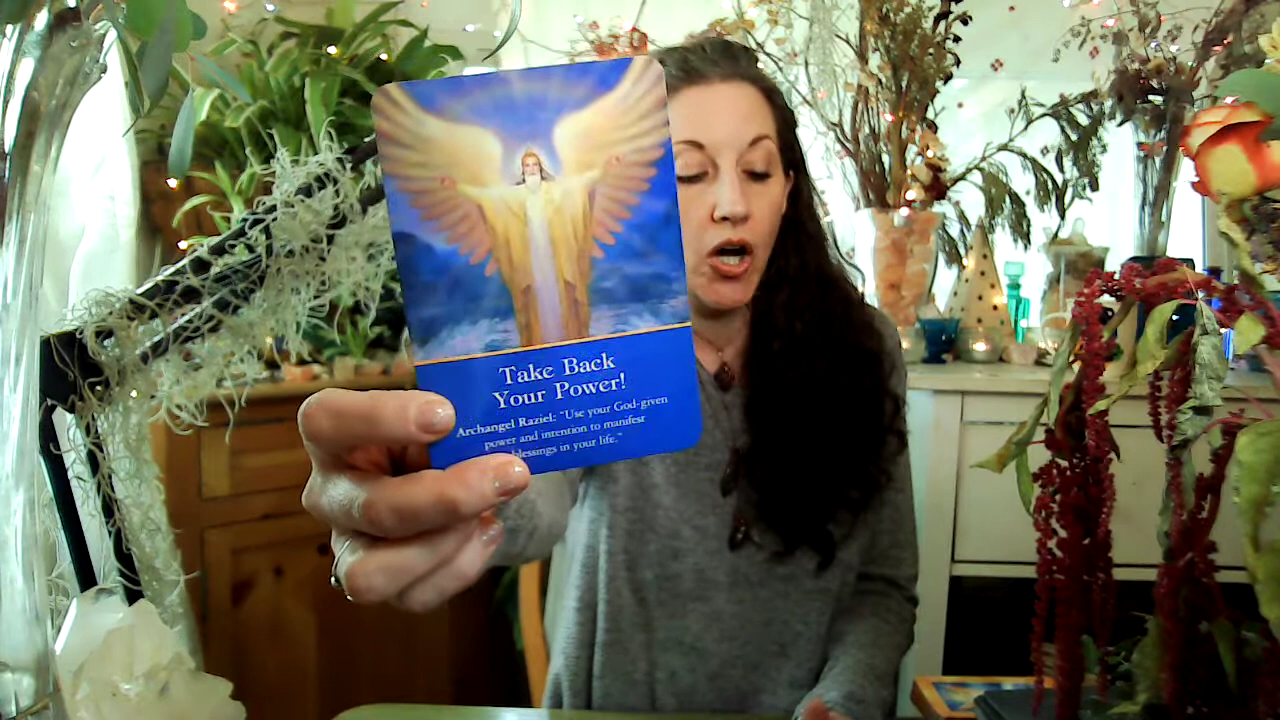 Take Back
Your Power!
Archangel Raziel: "Use your God-given
power and intention to manifest
blessings in your life."